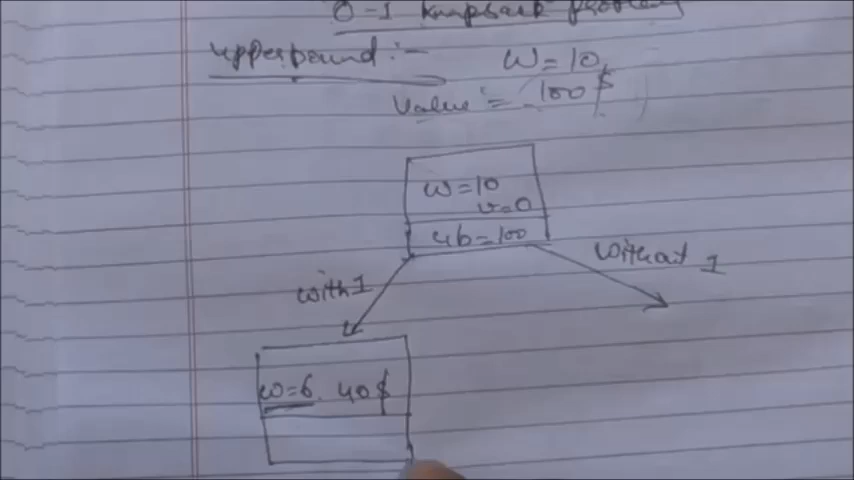 0-1 Knapsack Problem
upperbound :-
W = 10
Value = 100 $
w = 10
v = 0
ub = 100
with 1
without 1
w = 6. 40 $